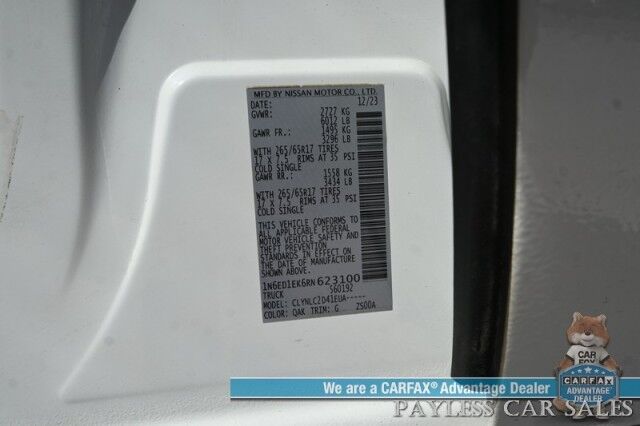 MFD BY NISSAN MOTOR CO., LTD.
DATE: 12/23
GVWR: 2727 KG
6012 LB
GAWR FR.: 1495 KG
3296 LB
WITH 265/65R17 TIRES
17 X 7.5 RIMS AT 35 PSI
COLD SINGLE
GAWR RR.: 1558 KG
3434 LB
WITH 265/65R17 TIRES
17 X 7.5 RIMS AT 35 PSI
COLD SINGLE
THIS VEHICLE CONFORMS TO
ALL APPLICABLE FEDERAL
MOTOR VEHICLE SAFETY AND
THEFT PREVENTION
STANDARDS IN EFFECT ON THE
DATE OF MANUFACTURE
SHOWN ABOVE.
1N6ED1EK6RN623100
TRUCK S60192
MODEL: CLYNLC2D41EUA-----
COLOR: QAK TRIM: G ZS00A
CAR
FOX
We are a CARFAX® Advantage Dealer
CARFAX
ADVANTAGE
DEALER
PAYLESS CAR SALES